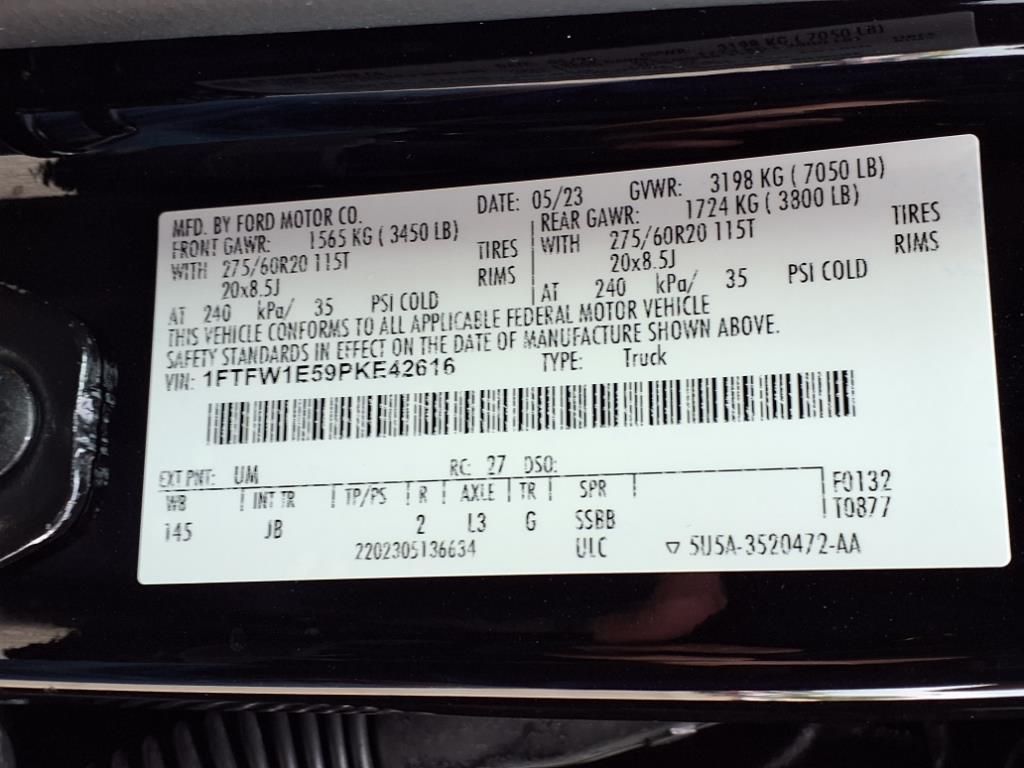 MFD. BY FORD MOTOR CO. DATE: 05/23 GVWR: 3198 KG ( 7050 LB)
FRONT GAWR: 1565 KG ( 3450 LB) REAR GAWR: 1724 KG ( 3800 LB)
WITH 275/60R20 115T TIRES WITH 275/60R20 115T TIRES
20x8.5J RIMS 20x8.5J RIMS
AT 240 kPa/ 35 PSI COLD AT 240 kPa/ 35 PSI COLD
THIS VEHICLE CONFORMS TO ALL APPLICABLE FEDERAL MOTOR VEHICLE
SAFETY STANDARDS IN EFFECT ON THE DATE OF MANUFACTURE SHOWN ABOVE.
VIN: 1FTFW1E59PKE42616 TYPE: Truck
EXT PNT: UM RC: 27 DSO:
WB INT TR TP/PS R AXLE TR SPR F0132
145 JB 2 L3 G SSBB T0877
2202305136634 ULC ▽ 5U5A-3520472-AA